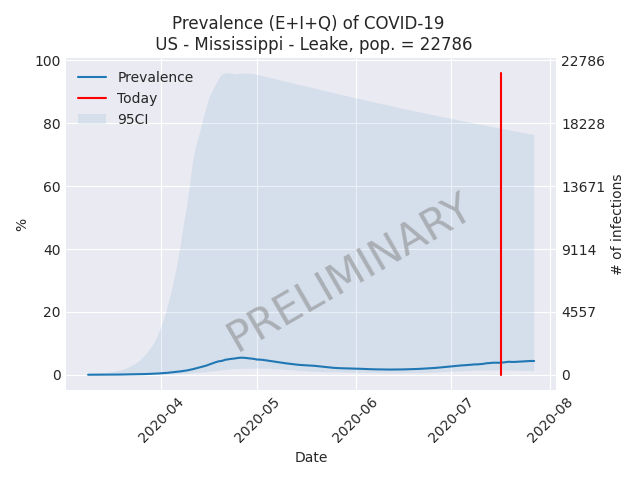 Prevalence (E+I+Q) of COVID-19
US - Mississippi - Leake, pop. = 22786
100
80
60
40
20
0
%
22786
18228
13671
9114
4557
0
# of infections
Prevalence
Today
95CI
PRELIMINARY
2020-04
2020-05
2020-06
2020-07
2020-08
Date